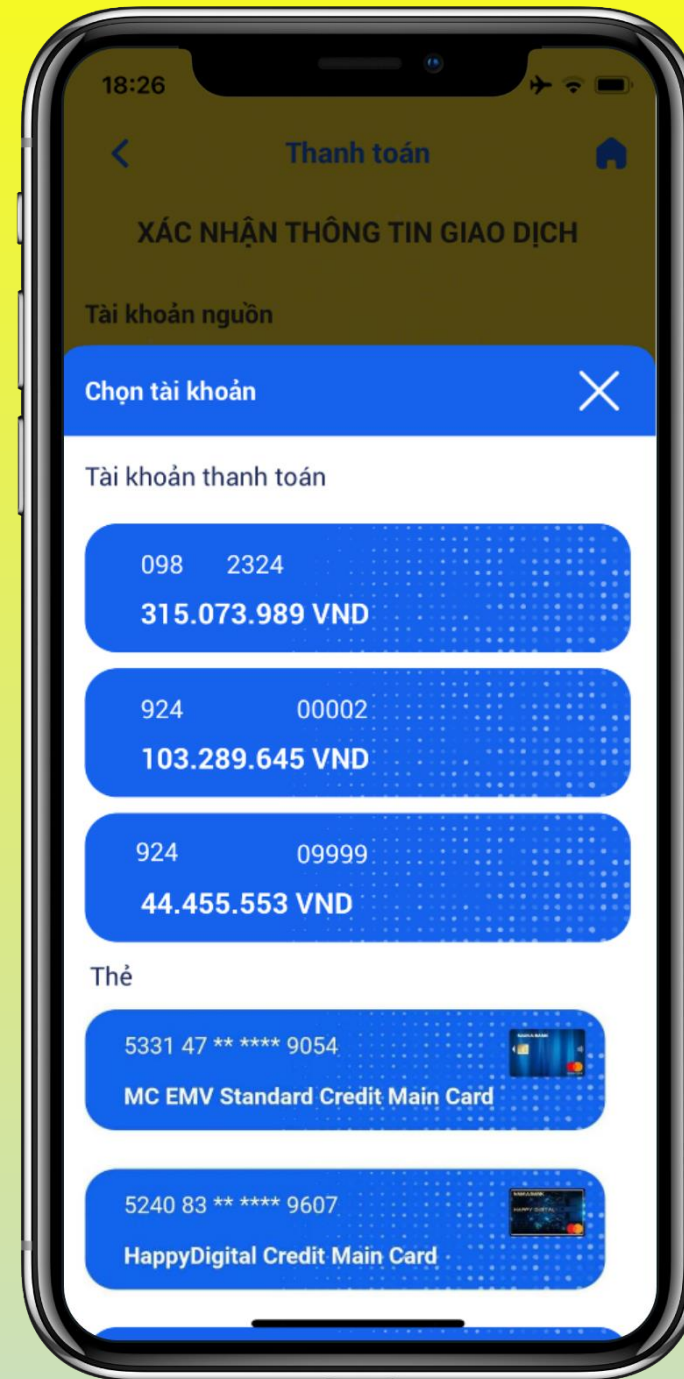 18:26
Thanh toán
XÁC NHẬN THÔNG TIN GIAO DỊCH
Tài khoản nguồn
Chọn tài khoản
Tài khoản thanh toán
098 2324
315.073.989 VND
924 00002
103.289.645 VND
924 09999
44.455.553 VND
Thẻ
5331 47 ** **** 9054
MC EMV Standard Credit Main Card
5240 83 ** **** 9607
HAPPY DIGITAL
HappyDigital Credit Main Card